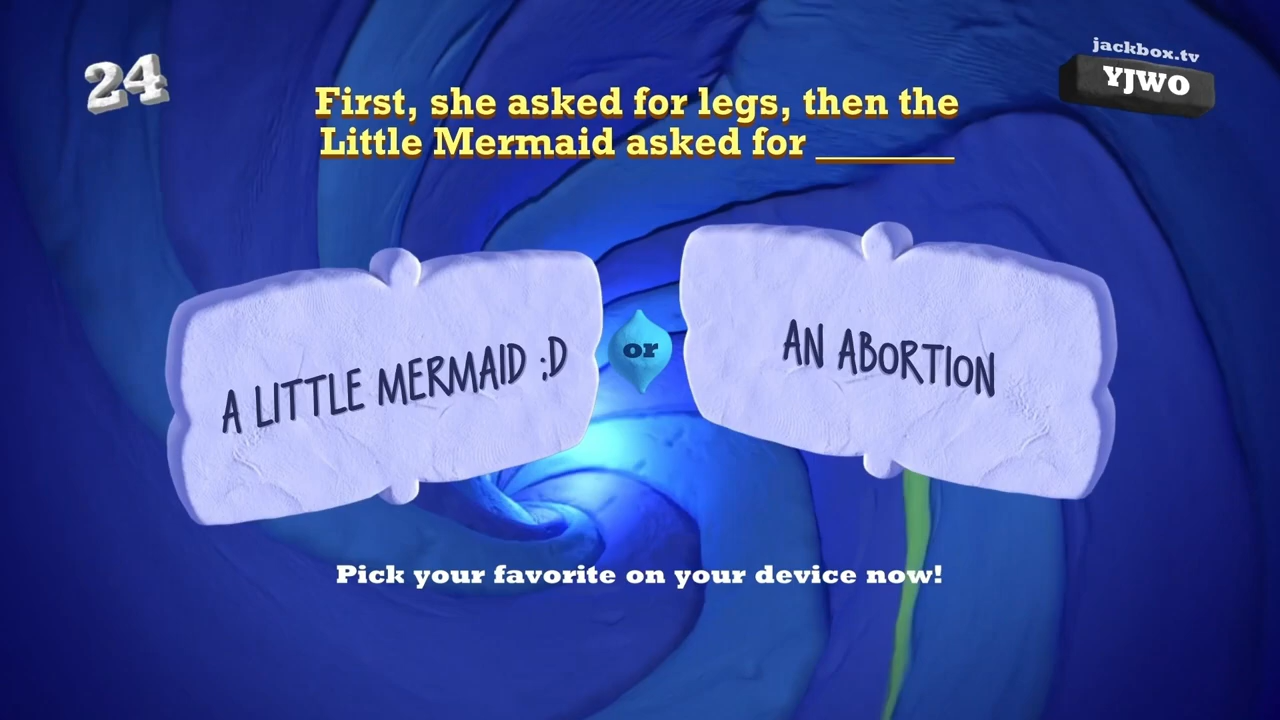 24
jackbox.tv
YJWO
First, she asked for legs, then the
Little Mermaid asked for _______
A LITTLE MERMAID :D
or
AN ABORTION
Pick your favorite on your device now!